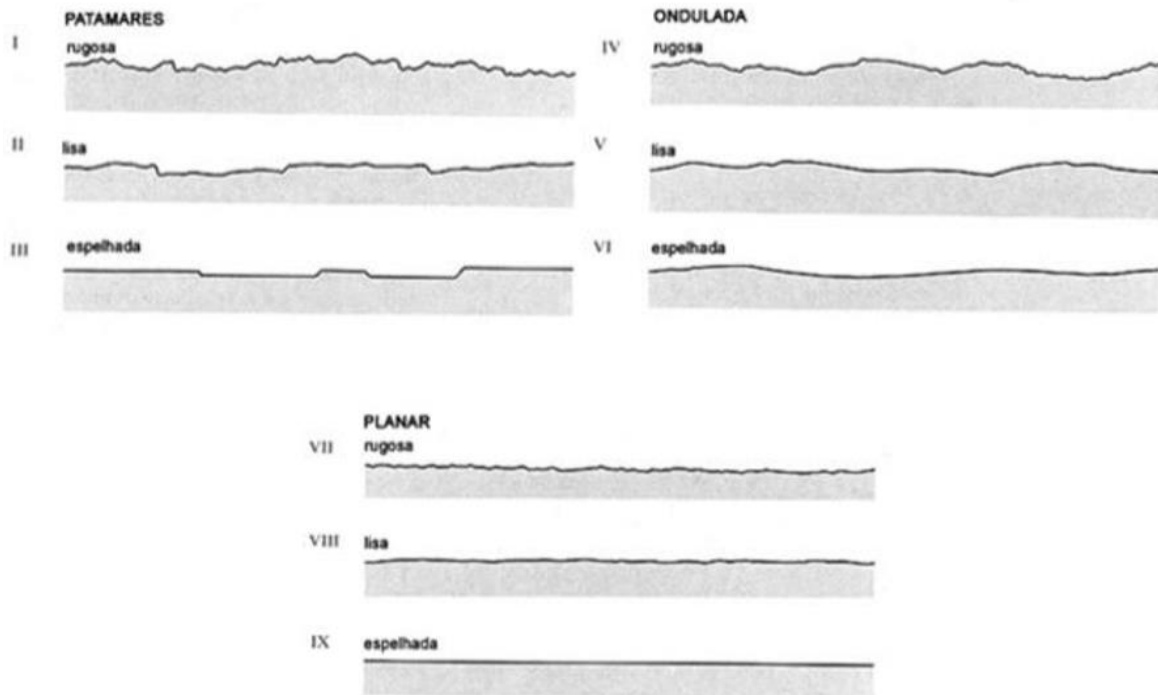 PATAMARES
I rugosa
II lisa
III espelhada
ONDULADA
IV rugosa
V lisa
VI espelhada
PLANAR
VII rugosa
VIII lisa
IX espelhada